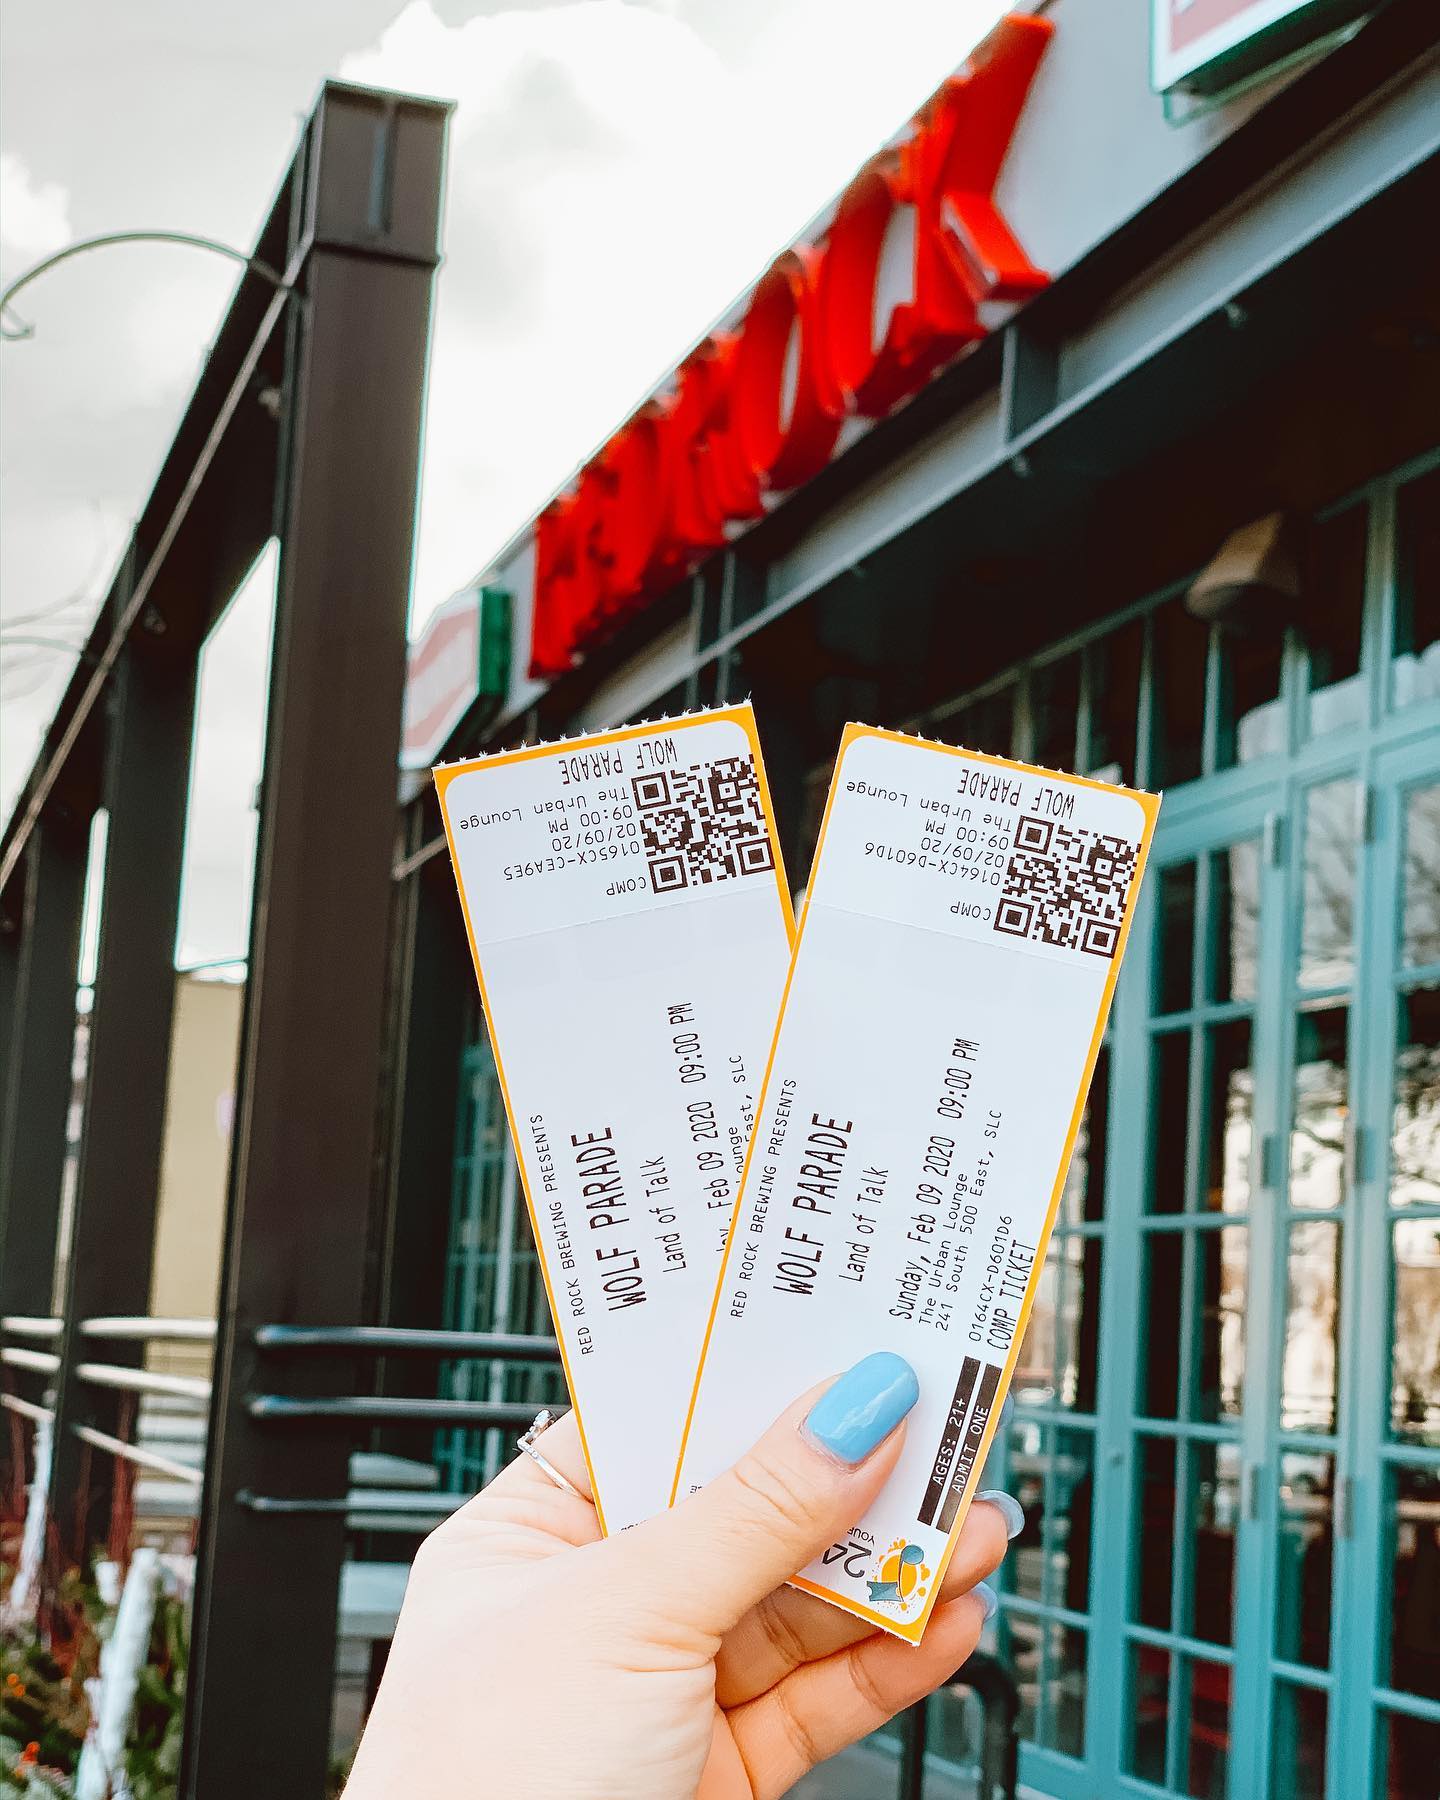 WOLF PARADE
The Urban Lounge
09:00 PM
02/09/20
0165CX-CEA9E5
COMP
RED ROCK BREWING PRESENTS
WOLF PARADE
Land of Talk
Feb 09 2020 09:00 PM
East, SLC
WOLF PARADE
The Urban Lounge
09:00 PM
02/09/20
0164CX-D601D6
COMP
RED ROCK BREWING PRESENTS
WOLF PARADE
Land of Talk
Sunday, Feb 09 2020 09:00 PM
The Urban Lounge
241 South 500 East, SLC
0164CX-D601D6
COMP TICKET
AGES: 21+
ADMIT ONE